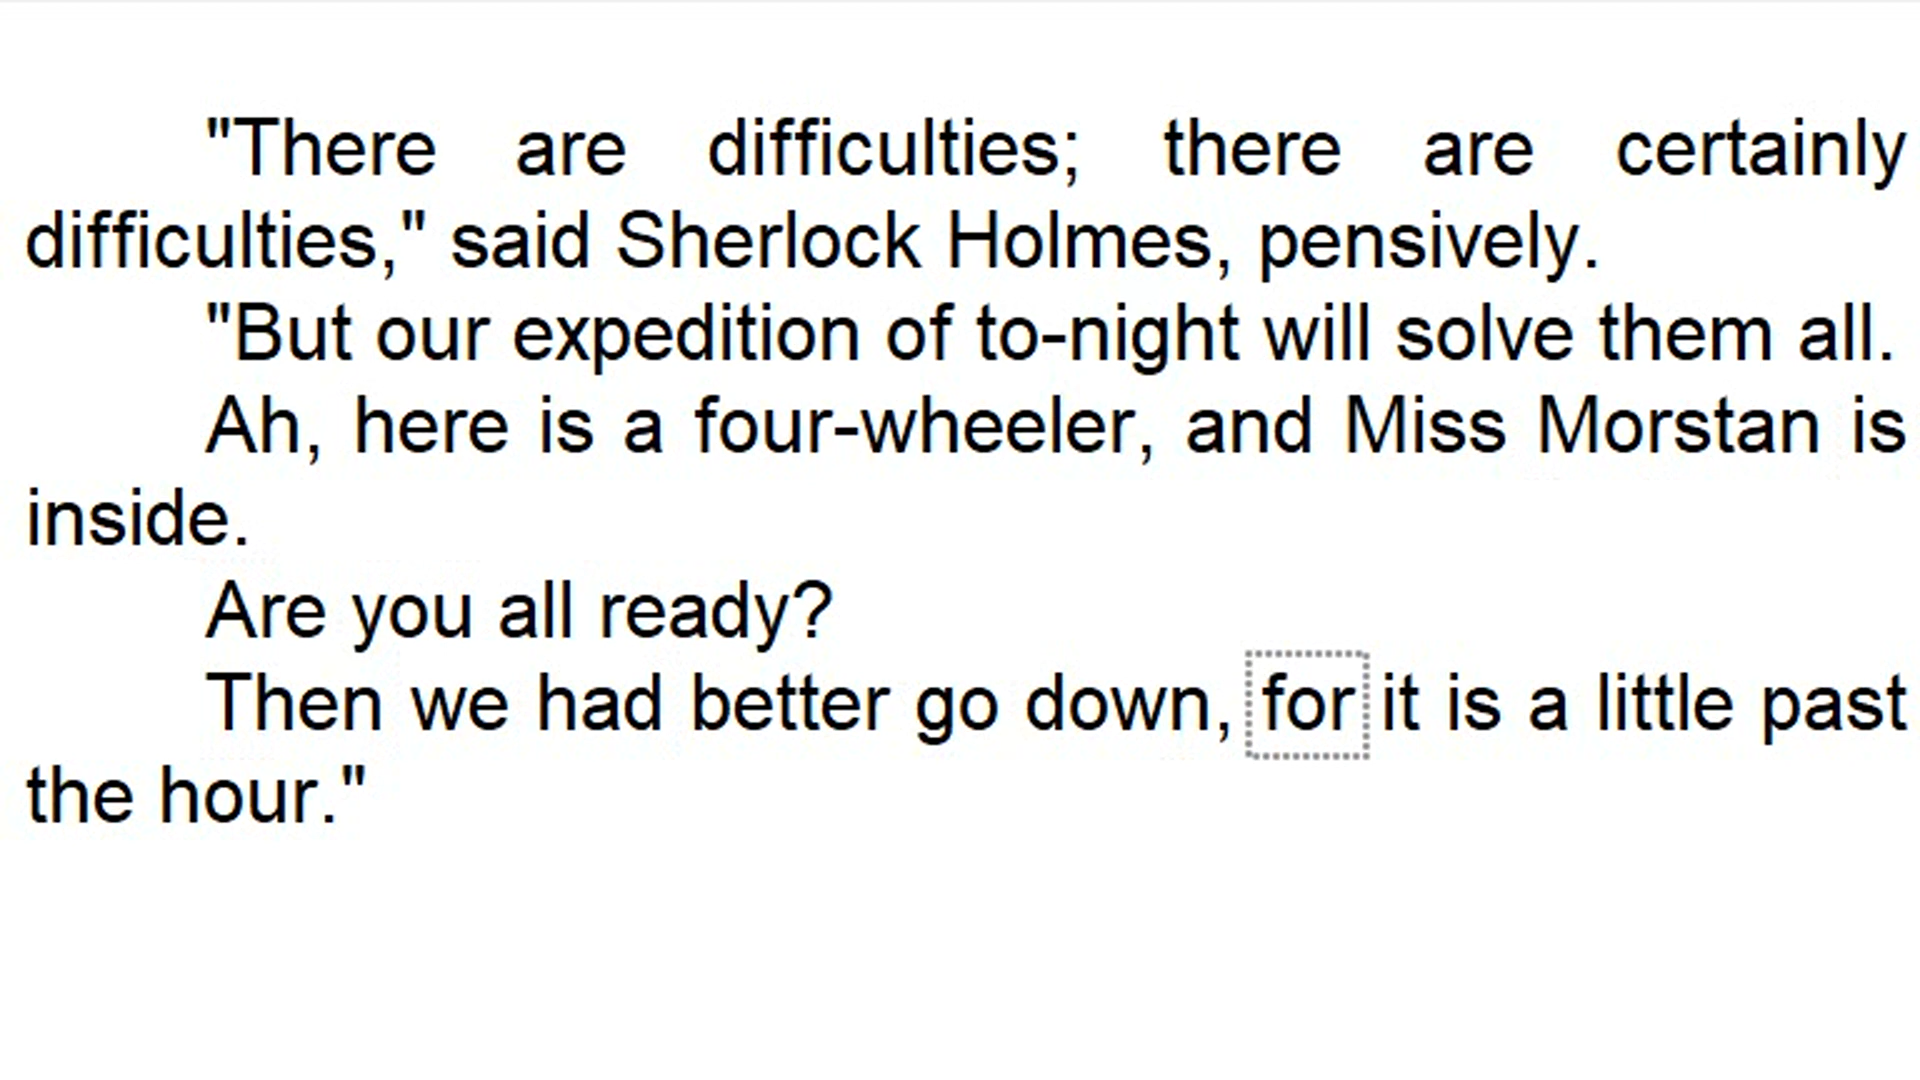 "There are difficulties; there are certainly
difficulties," said Sherlock Holmes, pensively.
"But our expedition of to-night will solve them all.
Ah, here is a four-wheeler, and Miss Morstan is
inside.
Are you all ready?
Then we had better go down, for it is a little past
the hour."